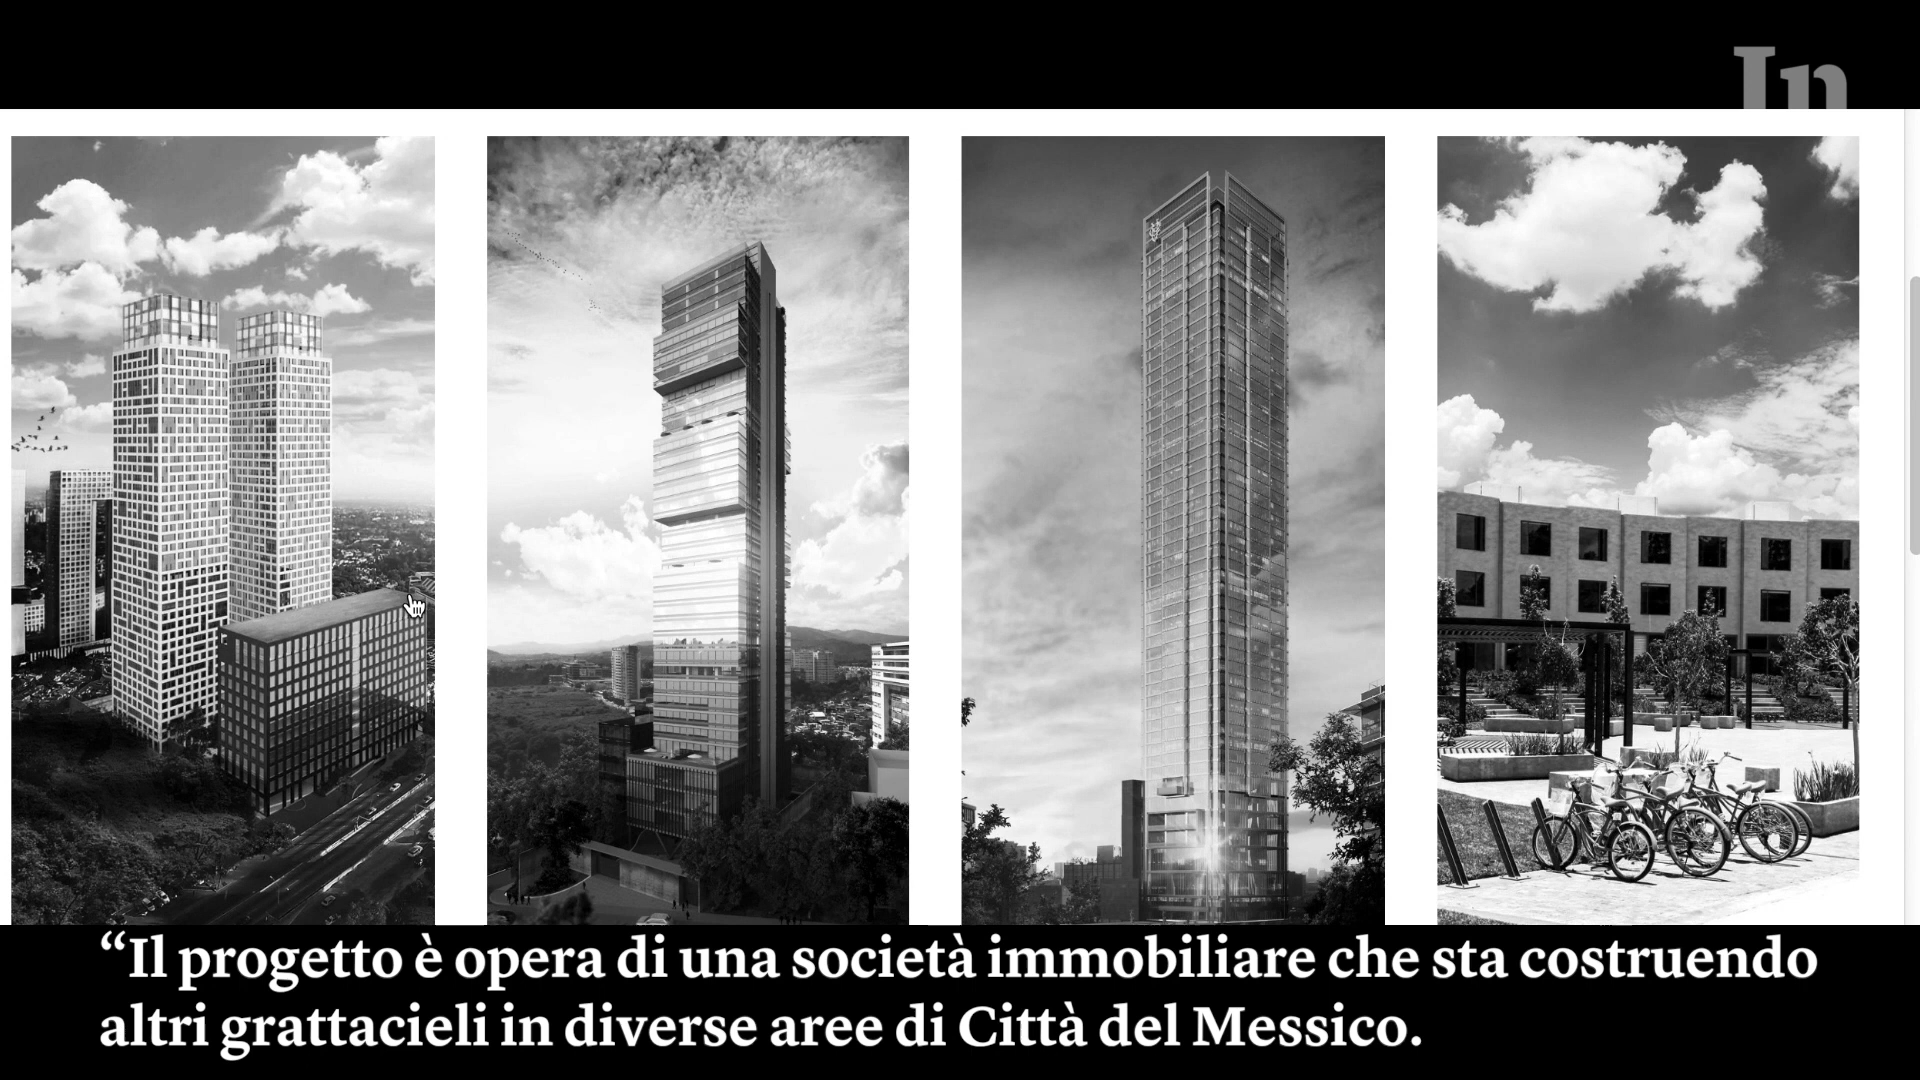 In
“Il progetto è opera di una società immobiliare che sta costruendo
altri grattacieli in diverse aree di Città del Messico.